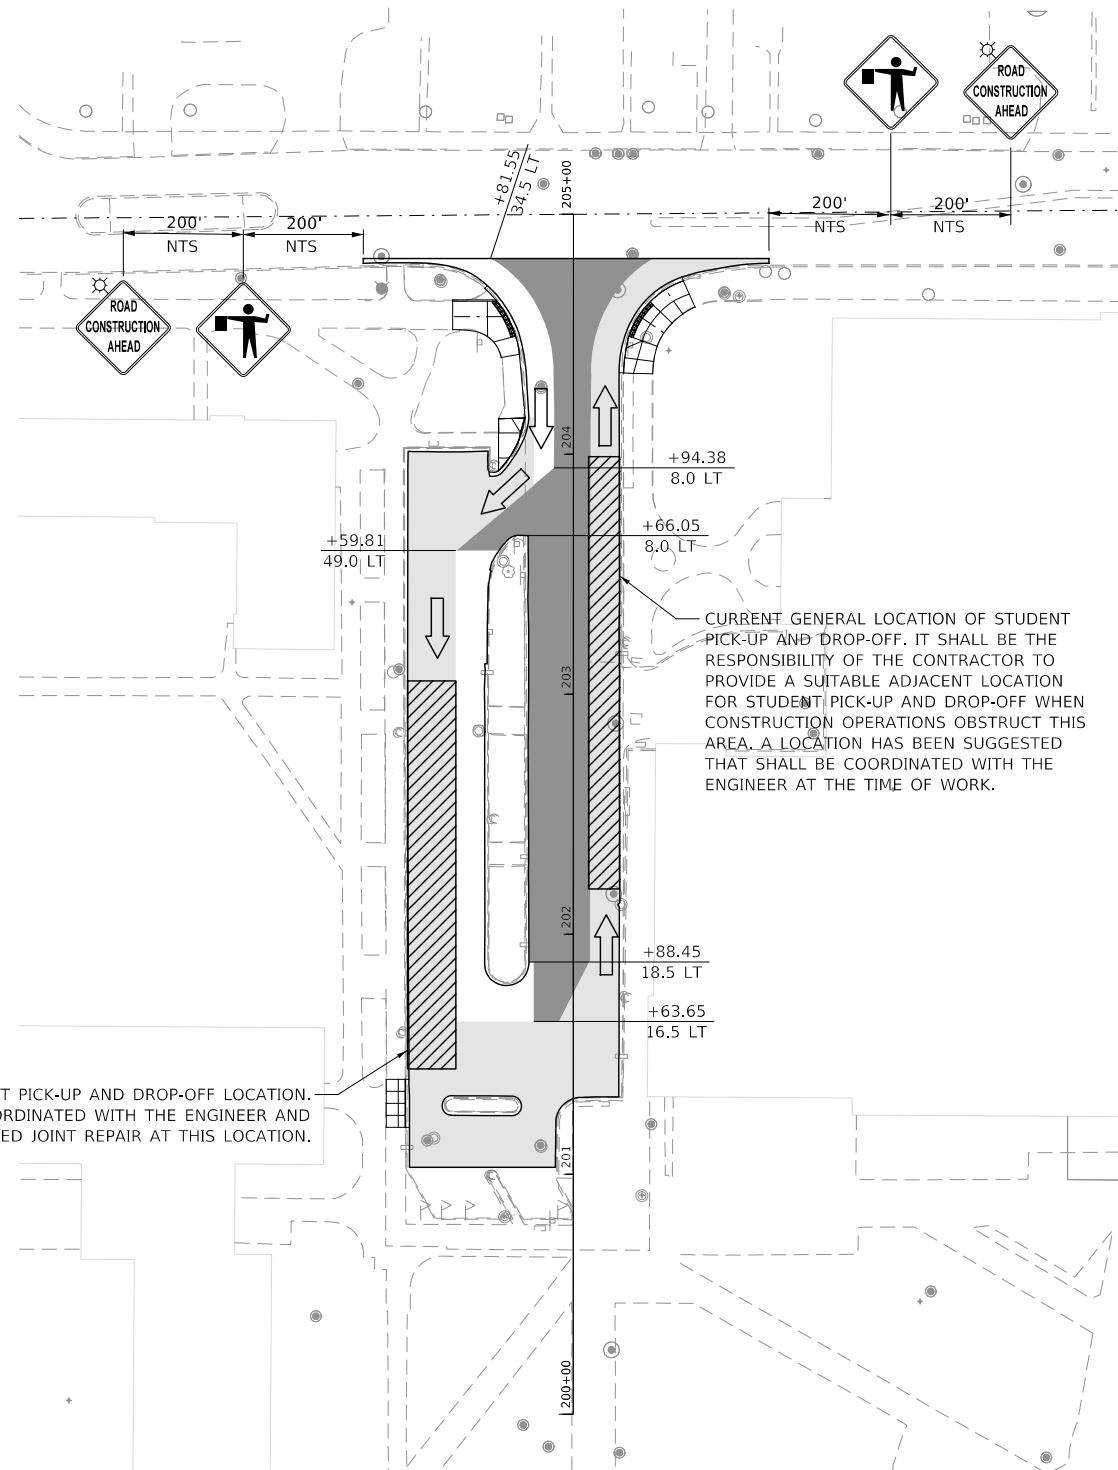 ROAD
CONSTRUCTION
AHEAD
+81.55
34.5 LT
205+00
200'
NTS
200'
NTS
200'
NTS
200'
NTS
ROAD
CONSTRUCTION
AHEAD
204
+94.38
8.0 LT
+66.05
8.0 LT
+59.81
49.0 LT
CURRENT GENERAL LOCATION OF STUDENT
PICK-UP AND DROP-OFF. IT SHALL BE THE
RESPONSIBILITY OF THE CONTRACTOR TO
PROVIDE A SUITABLE ADJACENT LOCATION
FOR STUDENT PICK-UP AND DROP-OFF WHEN
CONSTRUCTION OPERATIONS OBSTRUCT THIS
AREA. A LOCATION HAS BEEN SUGGESTED
THAT SHALL BE COORDINATED WITH THE
ENGINEER AT THE TIME OF WORK.
203
202
+88.45
18.5 LT
+63.65
16.5 LT
T PICK-UP AND DROP-OFF LOCATION.
ORDINATED WITH THE ENGINEER AND
ED JOINT REPAIR AT THIS LOCATION.
201
200+00